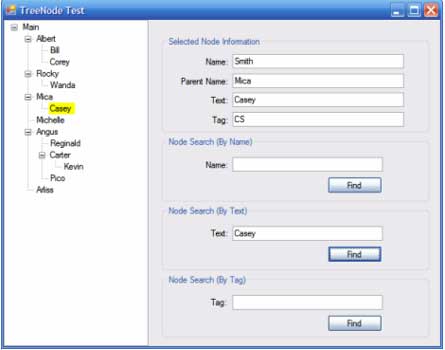 TreeNode Test
Main
Albert
Bill
Corey
Rocky
Wanda
Mica
Casey
Michelle
Angus
Reginald
Carter
Kevin
Pico
Arliss
Selected Node Information
Name: Smith
Parent Name: Mica
Text: Casey
Tag: CS
Node Search (By Name)
Name:
Find
Node Search (By Text)
Text: Casey
Find
Node Search (By Tag)
Tag:
Find